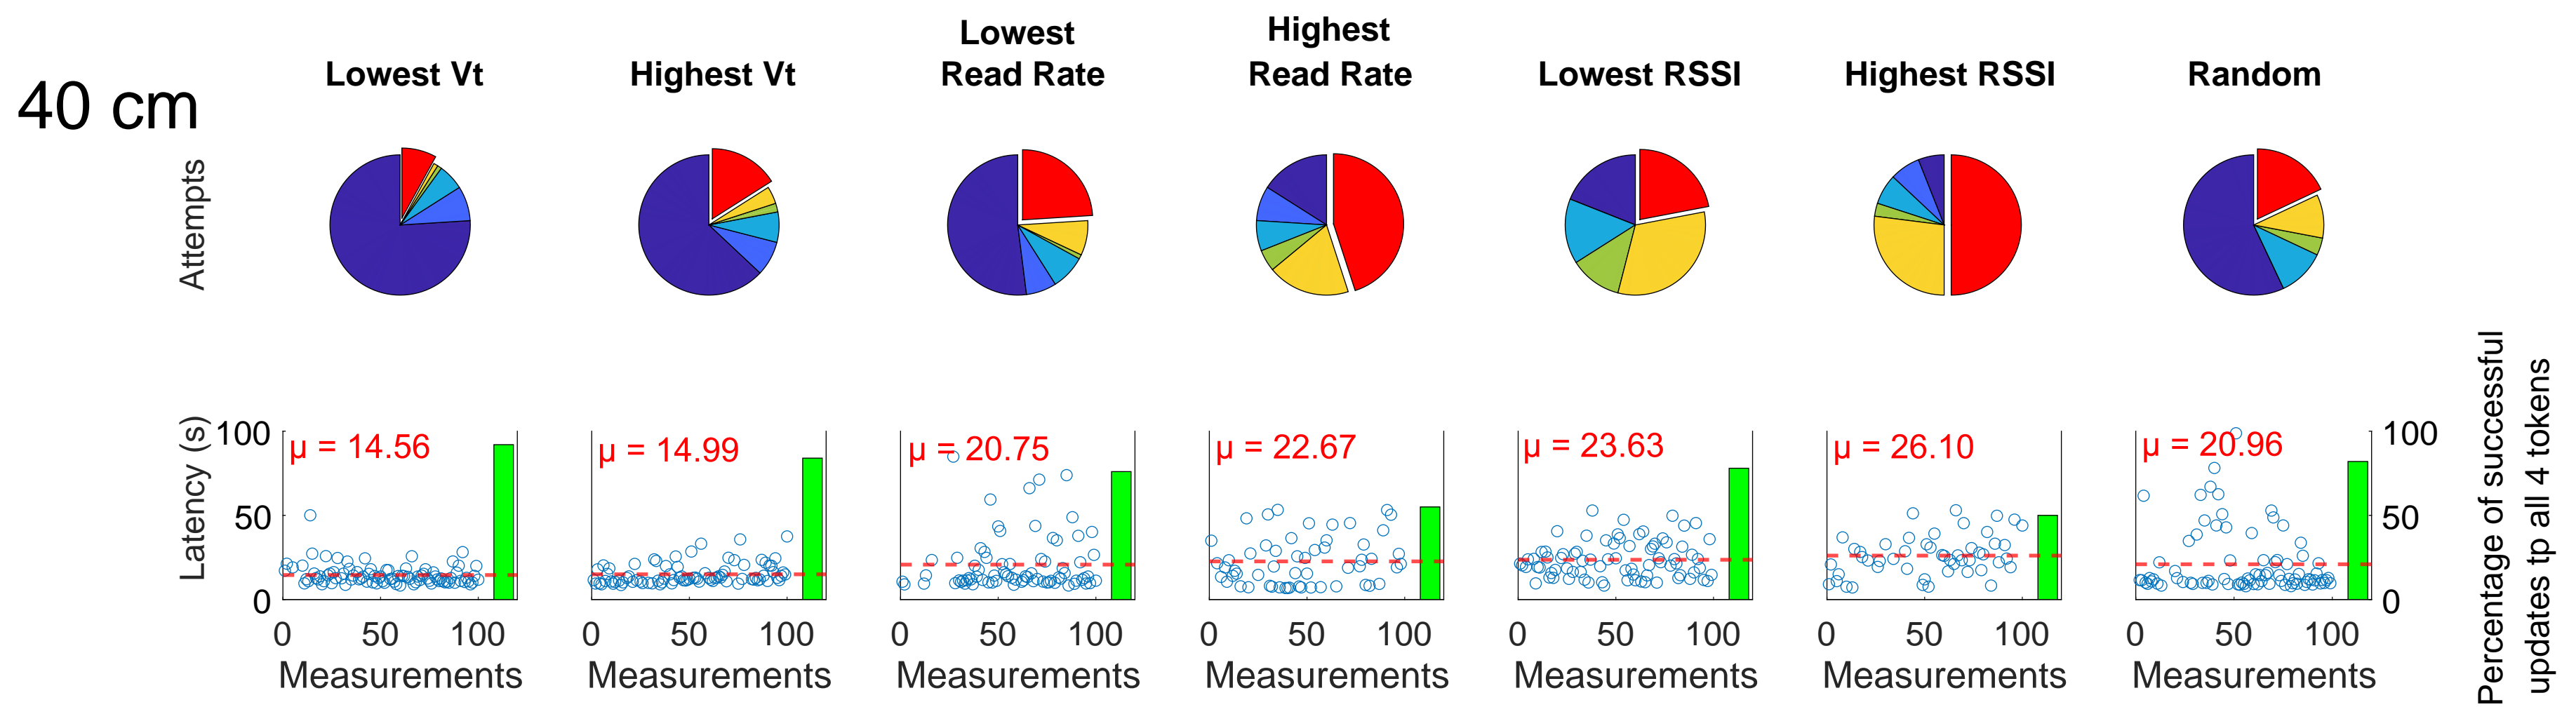 40 cm
Lowest Vt
Highest Vt
Lowest
Read Rate
Highest
Read Rate
Lowest RSSI
Highest RSSI
Random
Attempts
Latency (s)
100
50
0
μ = 14.56
0 50 100
Measurements
μ = 14.99
0 50 100
Measurements
μ = 20.75
0 50 100
Measurements
μ = 22.67
0 50 100
Measurements
μ = 23.63
0 50 100
Measurements
μ = 26.10
0 50 100
Measurements
μ = 20.96
0 50 100
Measurements
100
50
0
Percentage of successful
updates tp all 4 tokens